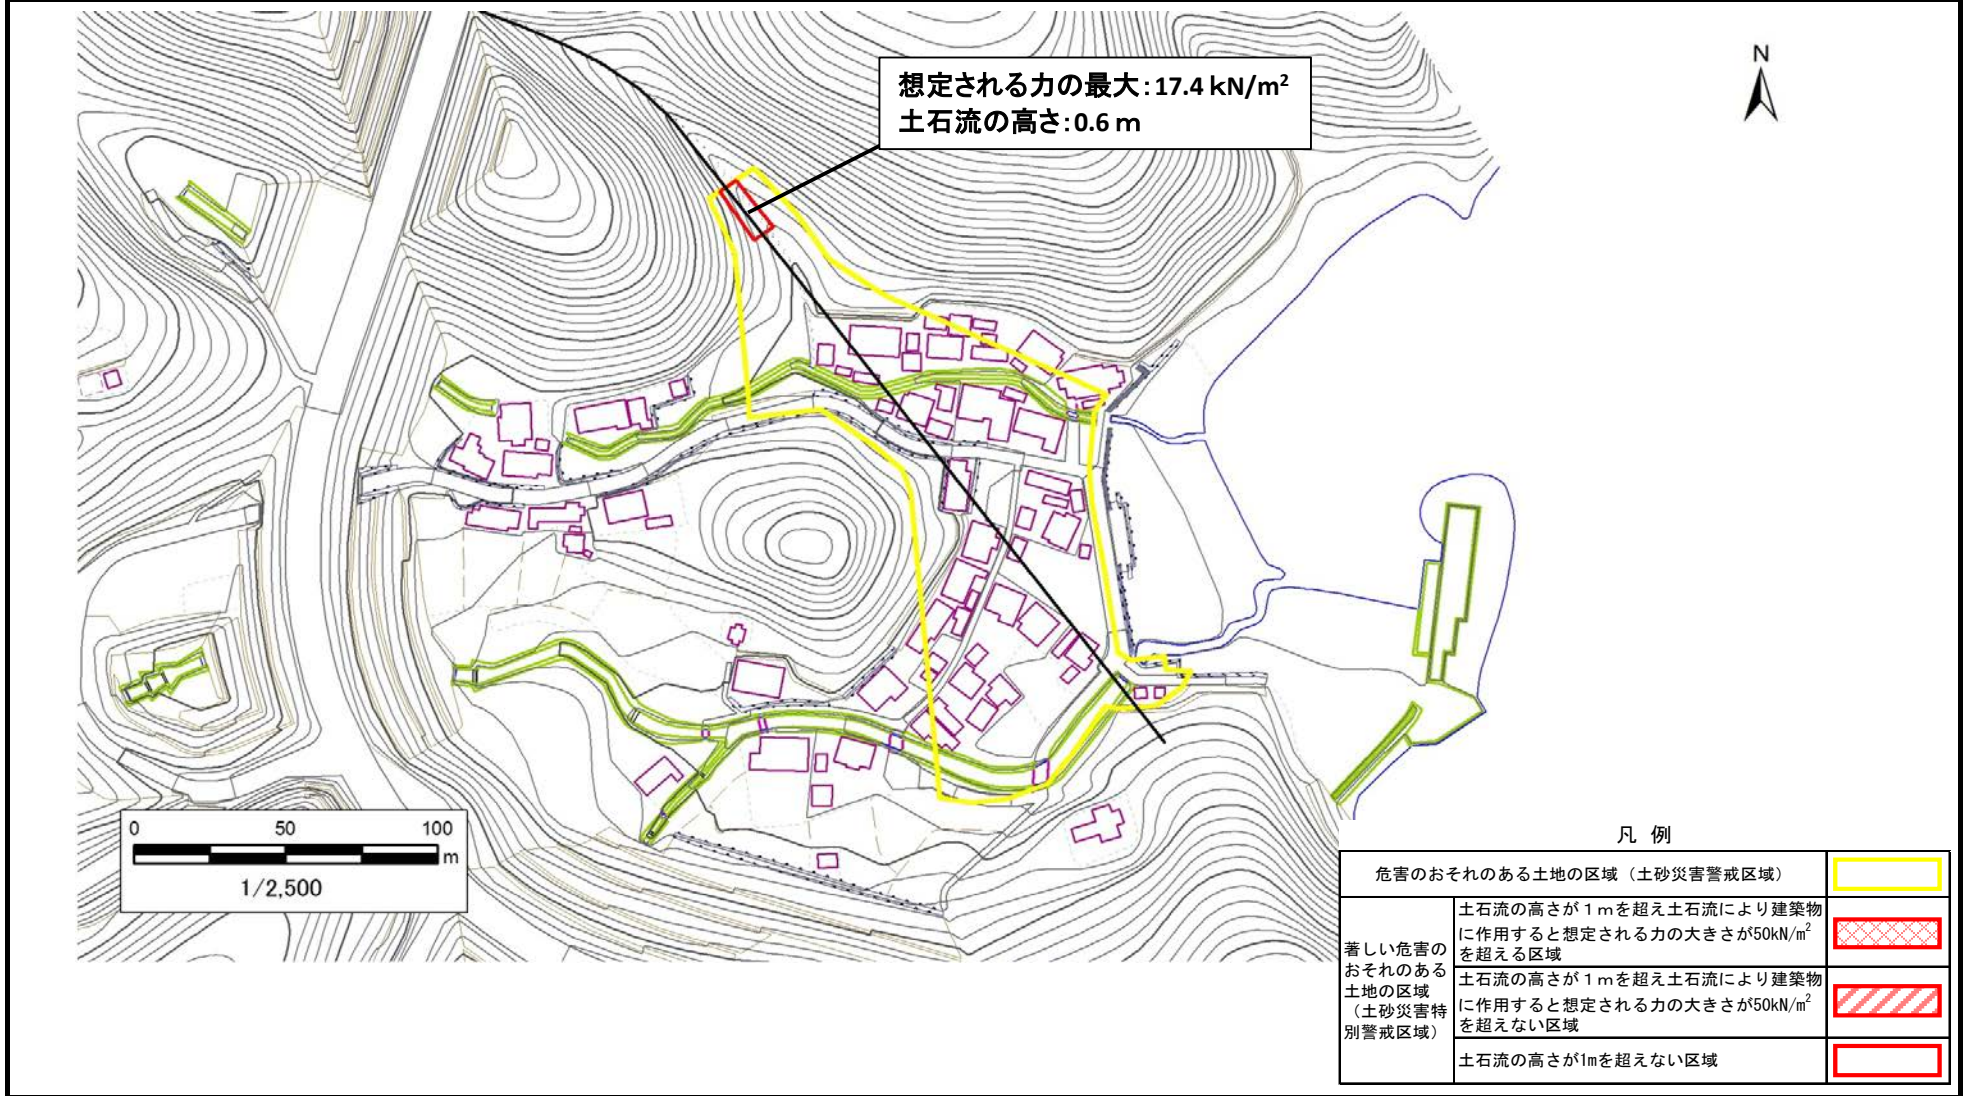 想定される力の最大：17.4 kN/m²
土石流の高さ：0.6 m
N
0 50 100
m
1/2,500
凡 例
危害のおそれのある土地の区域（土砂災害警戒区域）
著しい危害の
おそれのある
土地の区域
（土砂災害特
別警戒区域）
土石流の高さが１ｍを超え土石流により建築物
に作用すると想定される力の大きさが50kN/m²
を超える区域
土石流の高さが１ｍを超え土石流により建築物
に作用すると想定される力の大きさが50kN/m²
を超えない区域
土石流の高さが1mを超えない区域